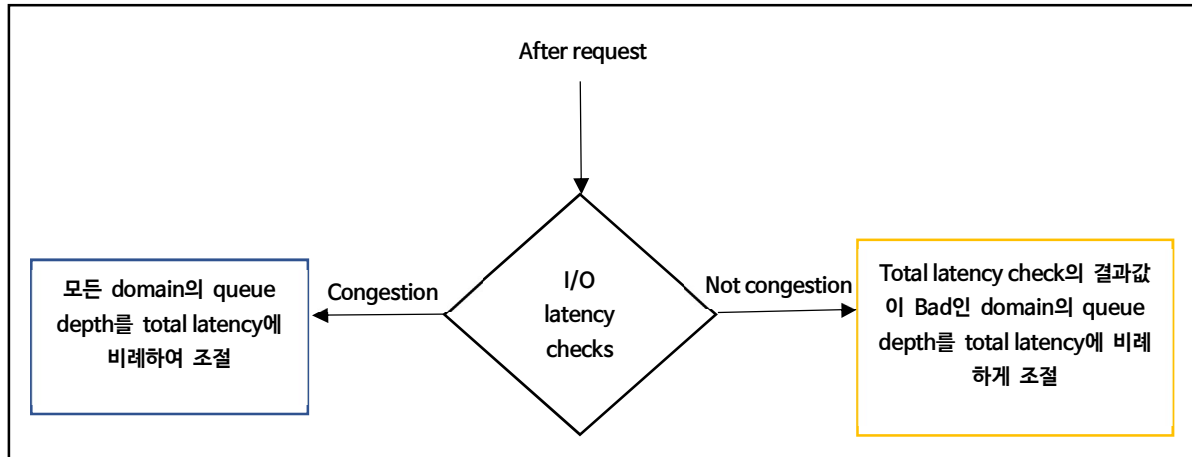 After request
I/O
latency
checks
Congestion
Not congestion
모든 domain의 queue
depth를 total latency에
비례하여 조절
Total latency check의 결과값
이 Bad인 domain의 queue
depth를 total latency에 비례
하게 조절